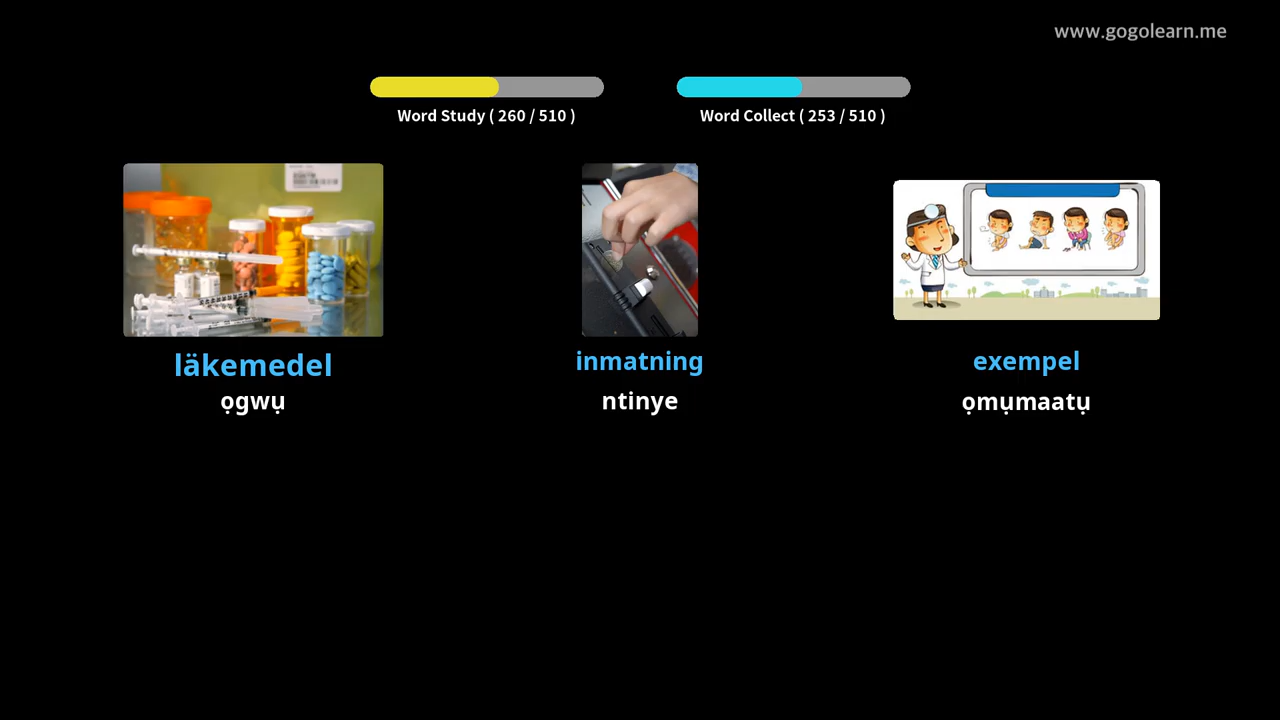 www.gogolearn.me
Word Study ( 260 / 510 )
Word Collect ( 253 / 510 )
läkemedel
ọgwụ
inmatning
ntinye
exempel
ọmụmaatụ